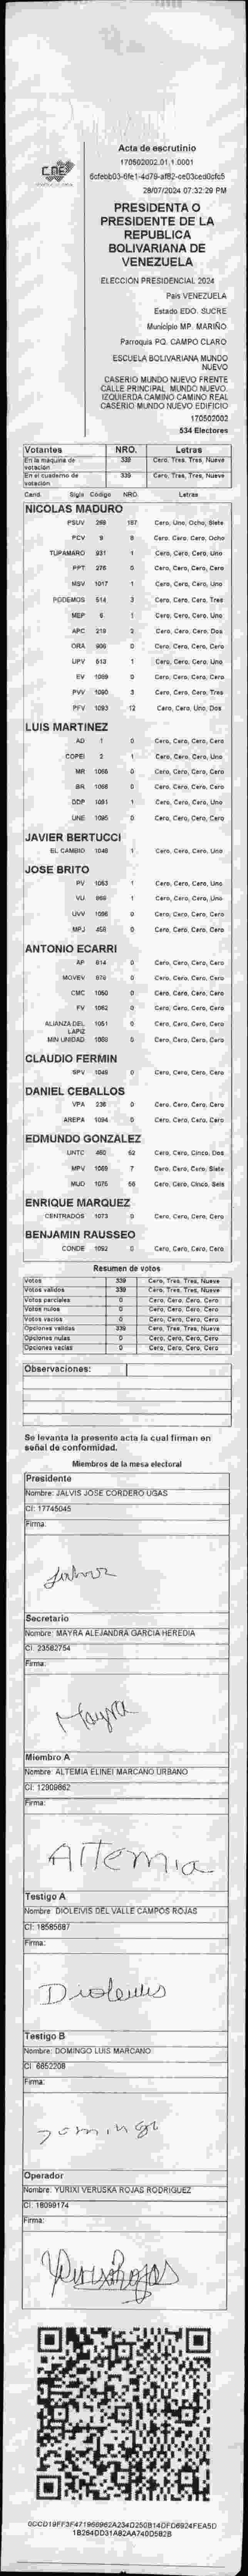 CNE
Acta de escrutinio
170502002.01.1.0001
28/07/2024 07:32:29 PM
PRESIDENTA O
PRESIDENTE DE LA
REPUBLICA
BOLIVARIANA DE
VENEZUELA
ELECCIÓN PRESIDENCIAL 2024
País VENEZUELA
Estado EDO. SUCRE
Municipio MP. MARIÑO
Parroquia PQ. CAMPO CLARO
ESCUELA BOLIVARIANA MUNDO
NUEVO
CASERIO MUNDO NUEVO FRENTE
CALLE PRINCIPAL MUNDO NUEVO.
IZQUIERDA CAMINO CAMINO REAL
CASERIO MUNDO NUEVO EDIFICIO
170502002
534 Electores
Votantes NRO. Letras
En la maquina de votación 339 Cero, Tres, Tres, Nueve
En el cuaderno de votación 339 Cero, Tres, Tres, Nueve
Cand. Siglo Código NRO. Letras
NICOLAS MADURO
PSUV 269 187 Cero, Uno, Ocho, Siete
PCV 8 Cero, Cero, Cero, Ocho
TUPAMARO 931 1 Cero, Cero, Cero, Uno
PPT 276 0 Cero, Cero, Cero, Cero
MSV 1017 1 Cero, Cero, Cero, Uno
PODEMOS 514 3 Cero, Cero, Cero, Tres
MEP 6 1 Cero, Cero, Cero, Uno
APC 219 2 Cero, Cero, Cero, Dos
ORA 906 0 Cero, Cero, Cero, Cero
UPV 613 1 Cero, Cero, Cero, Uno
EV 1089 0 Cero, Cero, Cero, Cero
PVV 1090 3 Cero, Cero, Cero, Tres
PFV 1093 12 Cero, Cero, Uno, Dos
LUIS MARTINEZ
AD 1 0 Cero, Cero, Cero, Cero
COPEI 2 1 Cero, Cero, Cero, Uno
MR 0 Cero, Cero, Cero, Cero
BR 0 Cero, Cero, Cero, Cero
DDP 1091 1 Cero, Cero, Cero, Uno
UNE 1095 0 Cero, Cero, Cero, Cero
JAVIER BERTUCCI
EL CAMBIO 1048 1 Cero, Cero, Cero, Uno
JOSE BRITO
PV 1053 1 Cero, Cero, Cero, Uno
VU 1 Cero, Cero, Cero, Uno
UVV 1096 0 Cero, Cero, Cero, Cero
MPJ 458 0 Cero, Cero, Cero, Cero
ANTONIO ECARRI
AP 914 0 Cero, Cero, Cero, Cero
MOVEV 979 0 Cero, Cero, Cero, Cero
CMC 1050 0 Cero, Cero, Cero, Cero
FV 1062 0 Cero, Cero, Cero, Cero
ALIANZA DEL LAPIZ 1051 0 Cero, Cero, Cero, Cero
MIN UNIDAD 1088 0 Cero, Cero, Cero, Cero
CLAUDIO FERMIN
SPV 1049 0 Cero, Cero, Cero, Cero
DANIEL CEBALLOS
VPA 236 0 Cero, Cero, Cero, Cero
AREPA 1094 0 Cero, Cero, Cero, Cero
EDMUNDO GONZALEZ
UNTC 460 52 Cero, Cero, Cinco, Dos
MPV 1069 7 Cero, Cero, Cero, Siete
MUD 1075 56 Cero, Cero, Cinco, Seis
ENRIQUE MARQUEZ
CENTRADOS 1073 0 Cero, Cero, Cero, Cero
BENJAMIN RAUSSEO
CONDE 1092 0 Cero, Cero, Cero, Cero
Resumen de votos
Votos 339 Cero, Tres, Tres, Nueve
Votos validos 339 Cero, Tres, Tres, Nueve
Votos parciales 0 Cero, Cero, Cero, Cero
Votos nulos 0 Cero, Cero, Cero, Cero
Votos vacios 0 Cero, Cero, Cero, Cero
Opciones validas 339 Cero, Tres, Tres, Nueve
Opciones nulas 0 Cero, Cero, Cero, Cero
Opciones vacias 0 Cero, Cero, Cero, Cero
Observaciones:
Se levanta la presente acta la cual firman en
señal de conformidad.
Miembros de la mesa electoral
Presidente
Nombre: JALVIS JOSE CORDERO UGAS
CI: 17745045
Firma:
Secretario
Nombre: MAYRA ALEJANDRA GARCIA HEREDIA
CI: 23582754
Firma:
Mayra
Miembro A
Nombre: ALTEMIA ELINEI MARCANO URBANO
CI: 12909862
Firma:
Altemia
Testigo A
Nombre: DIOLEIVIS DEL VALLE CAMPOS ROJAS
CI: 18585687
Firma:
Dioleivis
Testigo B
Nombre: DOMINGO LUIS MARCANO
CI: 6652208
Firma:
Domingo
Operador
Nombre: YURIXI VERUSKA ROJAS RODRIGUEZ
CI: 18099174
Firma: